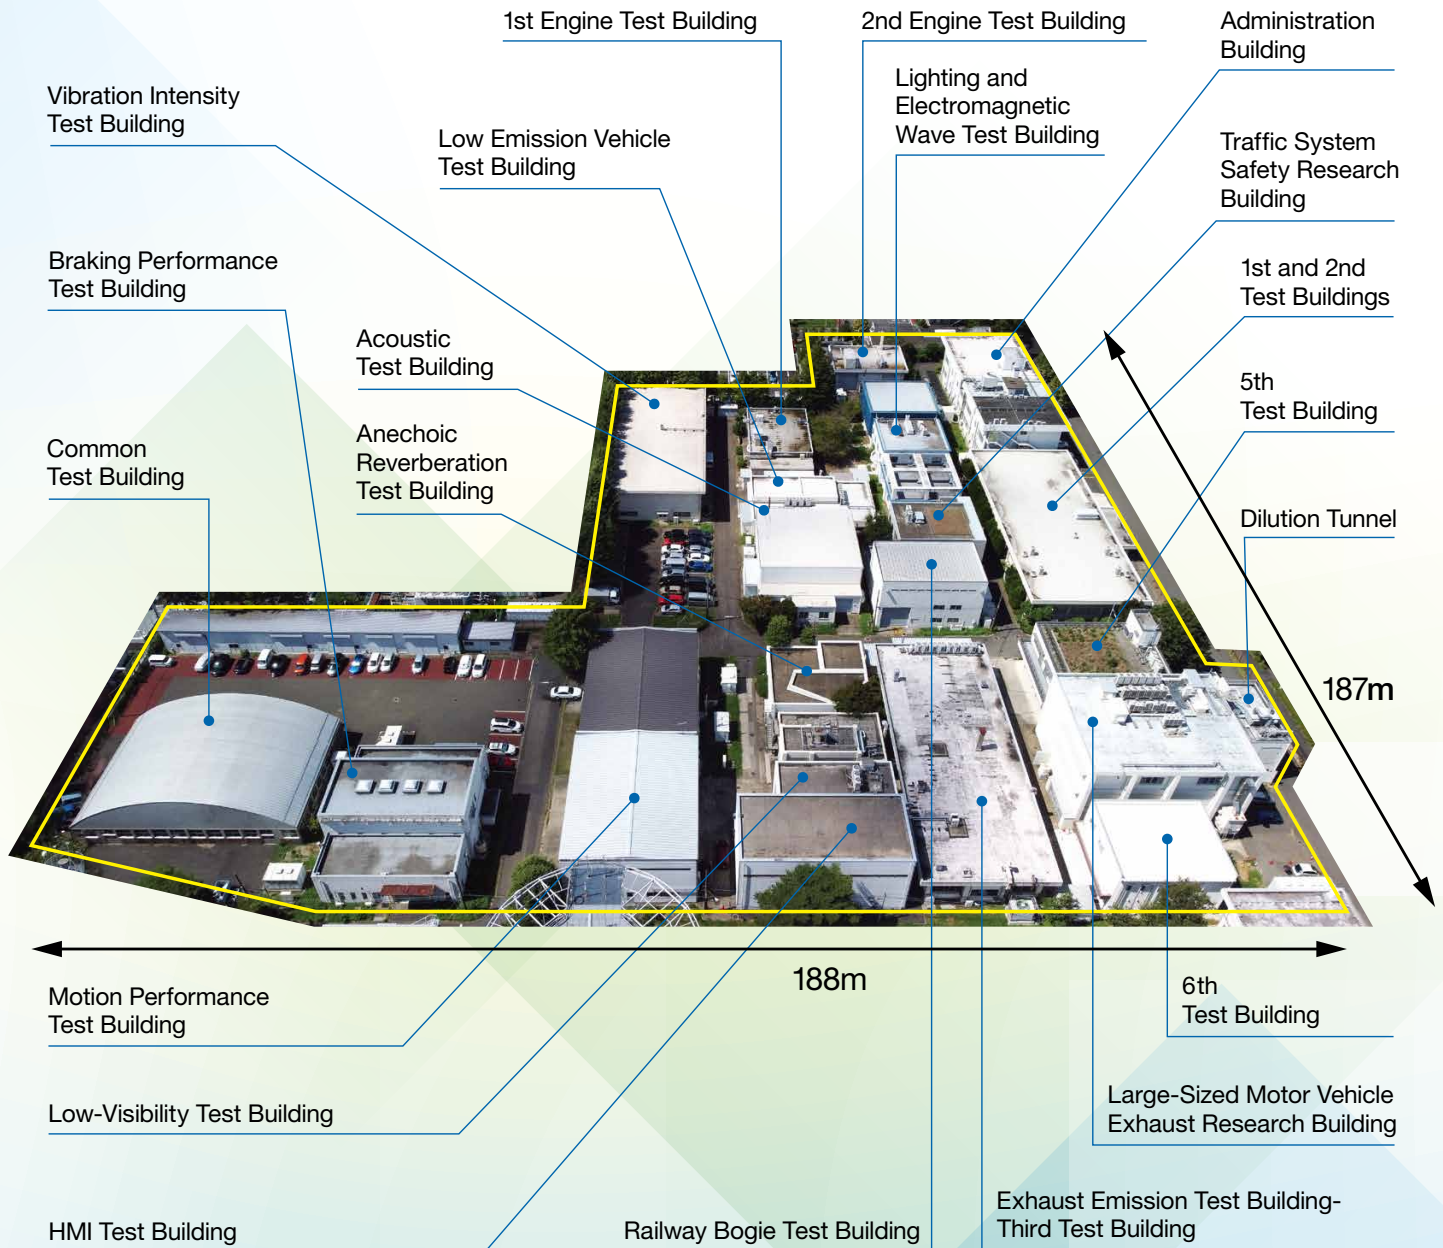 1st Engine Test Building
2nd Engine Test Building
Administration
Building
Vibration Intensity
Test Building
Low Emission Vehicle
Test Building
Lighting and
Electromagnetic
Wave Test Building
Traffic System
Safety Research
Building
Braking Performance
Test Building
1st and 2nd
Test Buildings
Acoustic
Test Building
5th
Test Building
Common
Test Building
Anechoic
Reverberation
Test Building
Dilution Tunnel
187m
188m
Motion Performance
Test Building
6th
Test Building
Low-Visibility Test Building
Large-Sized Motor Vehicle
Exhaust Research Building
HMI Test Building
Railway Bogie Test Building
Exhaust Emission Test Building-
Third Test Building